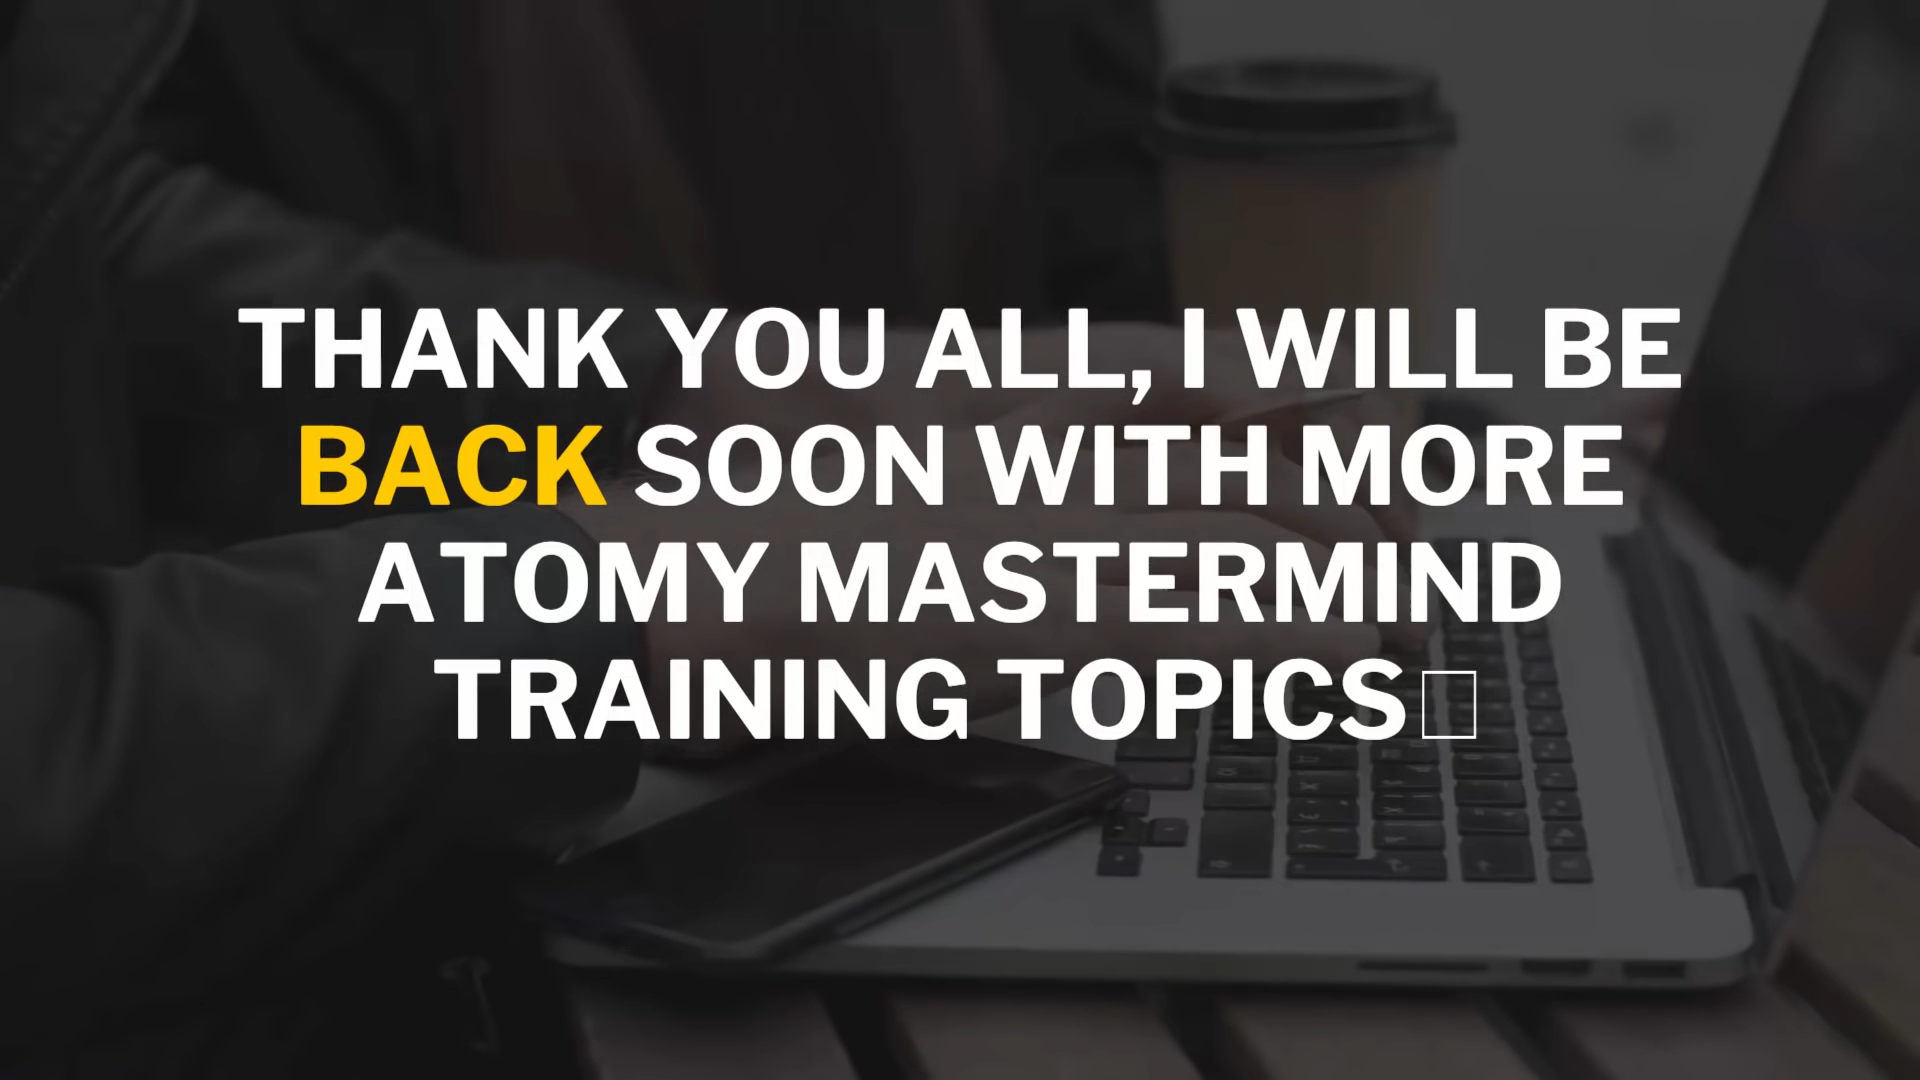 THANK YOU ALL, I WILL BE
BACK SOON WITH MORE
ATOMY MASTERMIND
TRAINING TOPICS